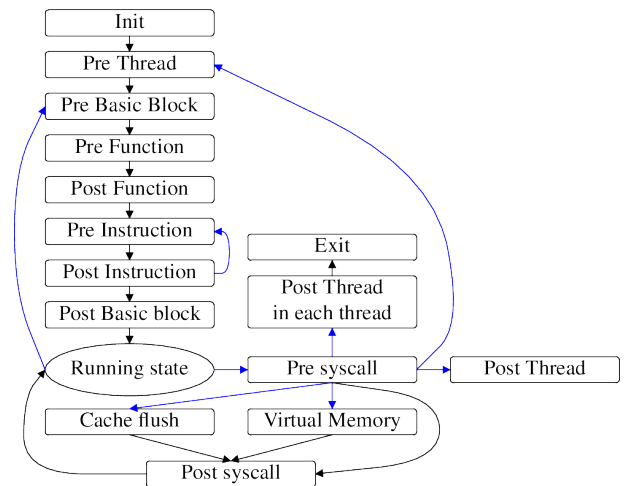 Init
Pre Thread
Pre Basic Block
Pre Function
Post Function
Pre Instruction
Exit
Post Instruction
Post Thread
in each thread
Post Basic block
Running state
Pre syscall
Post Thread
Cache flush
Virtual Memory
Post syscall